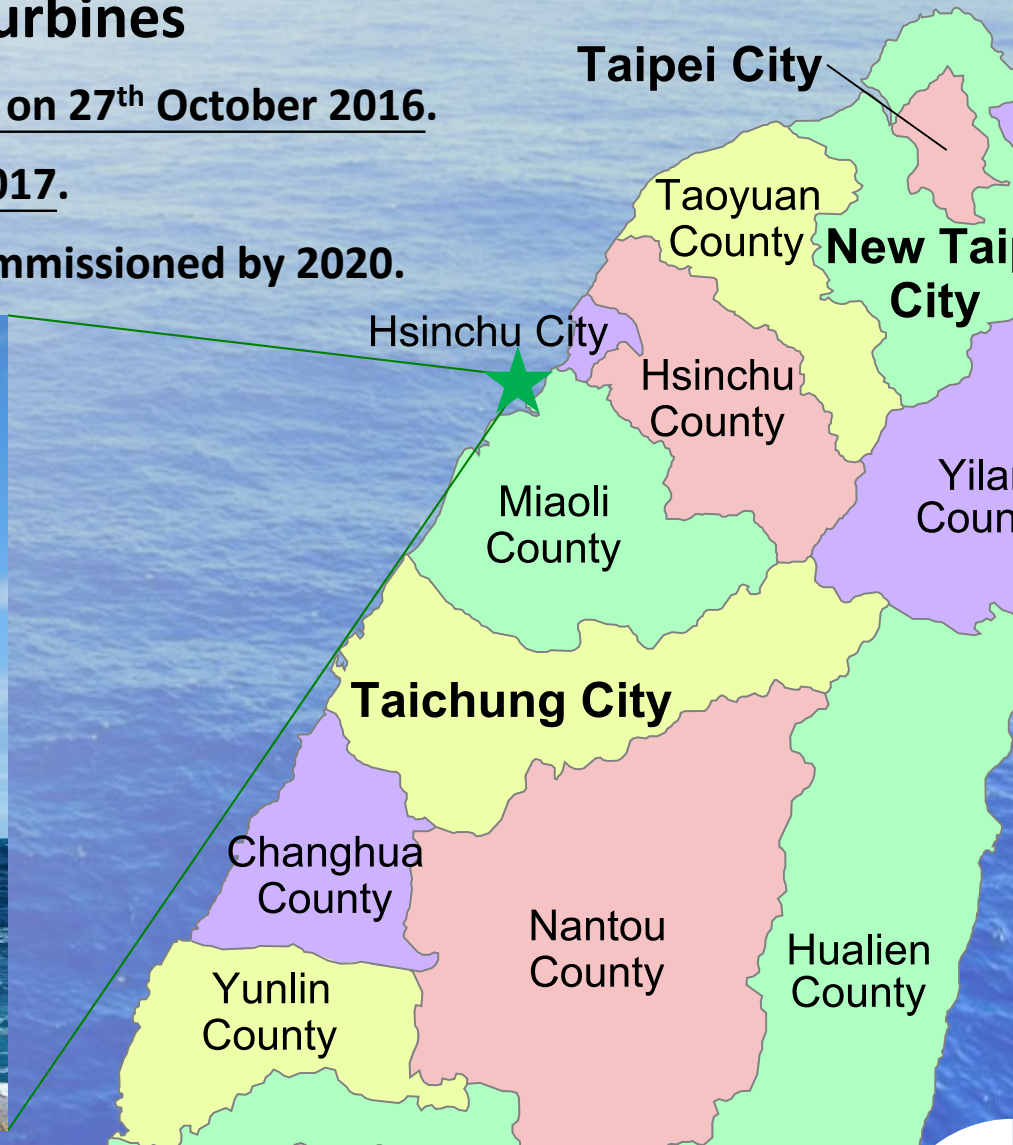 urbines
on 27th October 2016.
017.
mmissioned by 2020.
Taipei City
Taoyuan
County
New Taip
City
Hsinchu City
Hsinchu
County
Yilan
Coun
Miaoli
County
Taichung City
Changhua
County
Nantou
County
Hualien
County
Yunlin
County